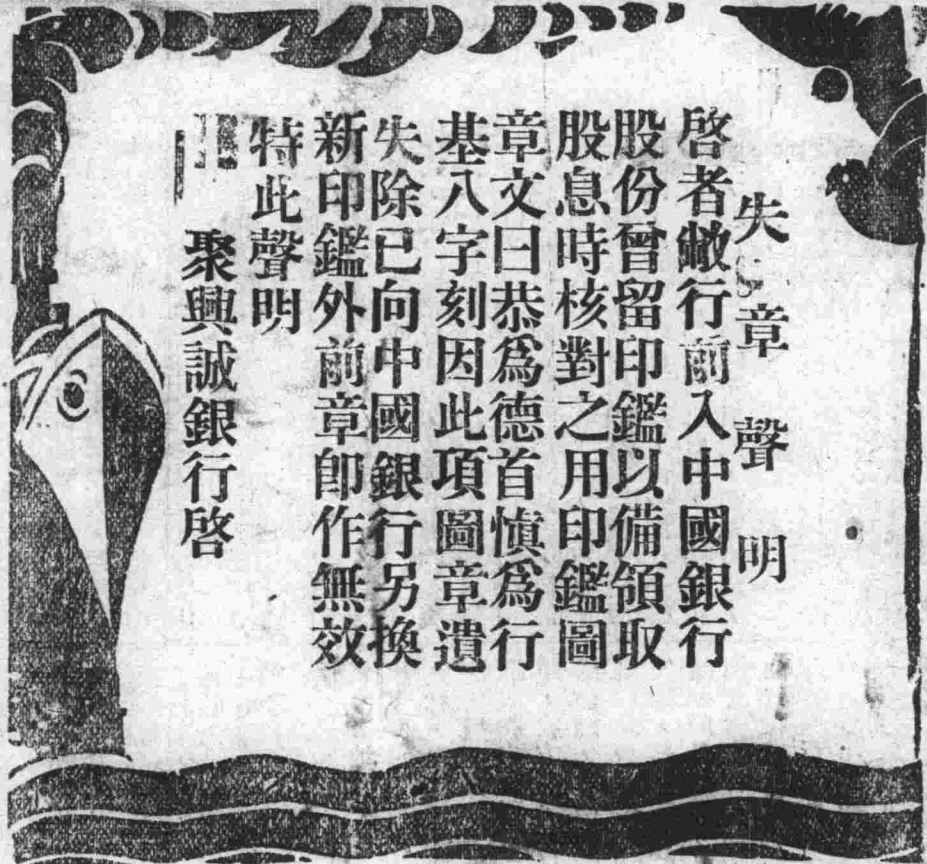 失章聲明
啓者敝行前入中國銀行
股份曾留印鑑以備領取
股息時核對之用印鑑圖
章文曰恭爲德首愼爲行
基八字刻因此項圖章遺
失除已向中國銀行另換
新印鑑外前章卽作無效
特此聲明
聚興誠銀行啓